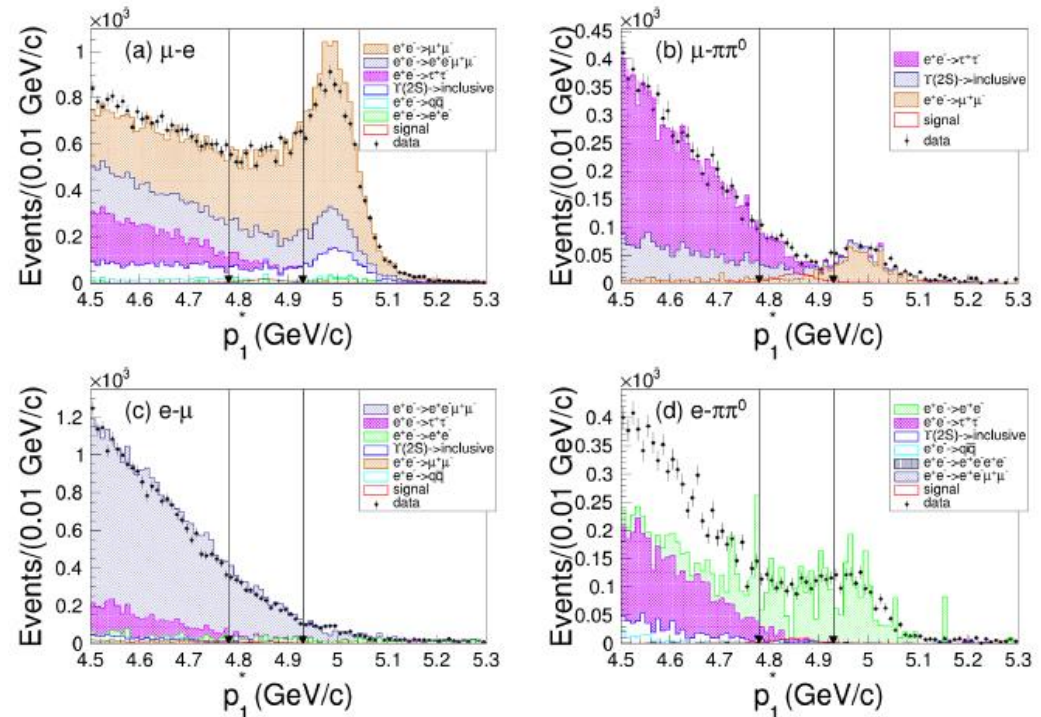 ×10³
(a) μ-e
e⁺e⁻->μ⁺μ⁻
e⁺e⁻->e⁺e⁻μ⁺μ⁻
e⁺e⁻->τ⁺τ⁻
ϒ(2S)->inclusive
e⁺e⁻->qq̅
e⁺e⁻->e⁺e⁻
signal
data
Events/(0.01 GeV/c)
1
0.8
0.6
0.4
0.2
0
4.5 4.6 4.7 4.8 4.9 5 5.1 5.2 5.3
p*₁ (GeV/c)
×10³
(b) μ-ππ⁰
e⁺e⁻->τ⁺τ⁻
ϒ(2S)->inclusive
e⁺e⁻->μ⁺μ⁻
signal
data
Events/(0.01 GeV/c)
0.45
0.4
0.35
0.3
0.25
0.2
0.15
0.1
0.05
0
4.5 4.6 4.7 4.8 4.9 5 5.1 5.2 5.3
p*₁ (GeV/c)
×10³
(c) e-μ
e⁺e⁻->e⁺e⁻μ⁺μ⁻
e⁺e⁻->τ⁺τ⁻
e⁺e⁻->e⁺e⁻
ϒ(2S)->inclusive
e⁺e⁻->μ⁺μ⁻
e⁺e⁻->qq̅
signal
data
Events/(0.01 GeV/c)
1.2
1
0.8
0.6
0.4
0.2
0
4.5 4.6 4.7 4.8 4.9 5 5.1 5.2 5.3
p*₁ (GeV/c)
×10³
(d) e-ππ⁰
e⁺e⁻->e⁺e⁻
e⁺e⁻->τ⁺τ⁻
ϒ(2S)->inclusive
e⁺e⁻->qq̅
e⁺e⁻->e⁺e⁻e⁺e⁻
e⁺e⁻->e⁺e⁻μ⁺μ⁻
signal
data
Events/(0.01 GeV/c)
0.4
0.35
0.3
0.25
0.2
0.15
0.1
0.05
0
4.5 4.6 4.7 4.8 4.9 5 5.1 5.2 5.3
p*₁ (GeV/c)